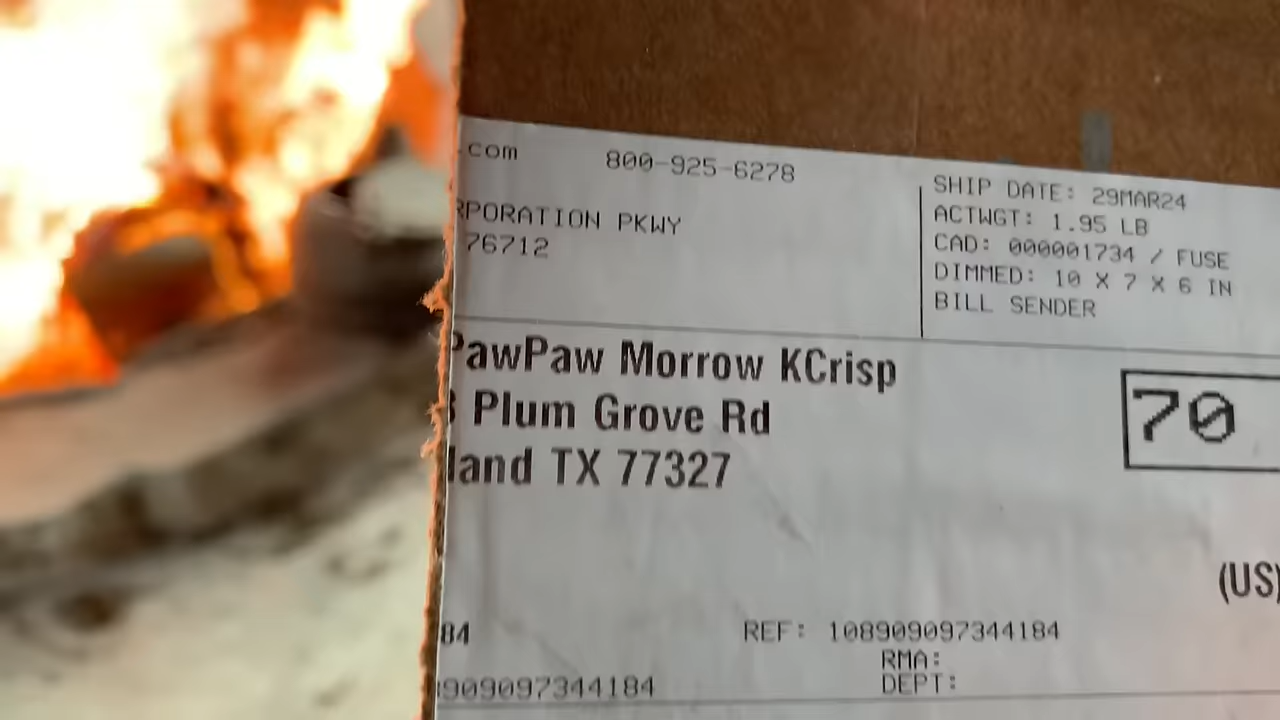 .com 800-925-6278
RPORATION PKWY
76712
SHIP DATE: 29MAR24
ACTWGT: 1.95 LB
CAD: 000001734 / FUSE
DIMMED: 10 X 7 X 6 IN
BILL SENDER
PawPaw Morrow KCrisp
Plum Grove Rd
land TX 77327
70
(US)
84 REF: 108909097344184
RMA:
909097344184 DEPT: